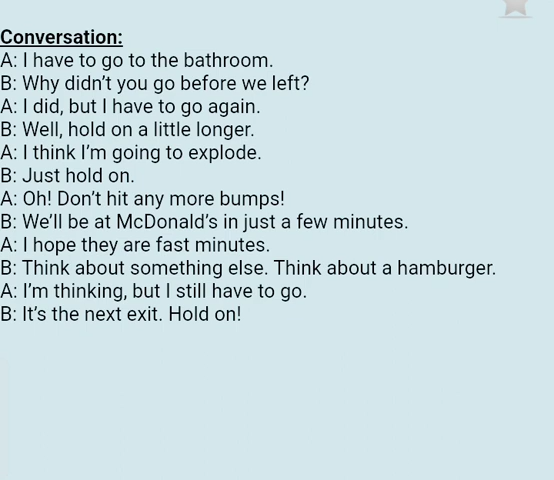 Conversation:
A: I have to go to the bathroom.
B: Why didn’t you go before we left?
A: I did, but I have to go again.
B: Well, hold on a little longer.
A: I think I’m going to explode.
B: Just hold on.
A: Oh! Don’t hit any more bumps!
B: We’ll be at McDonald’s in just a few minutes.
A: I hope they are fast minutes.
B: Think about something else. Think about a hamburger.
A: I’m thinking, but I still have to go.
B: It’s the next exit. Hold on!